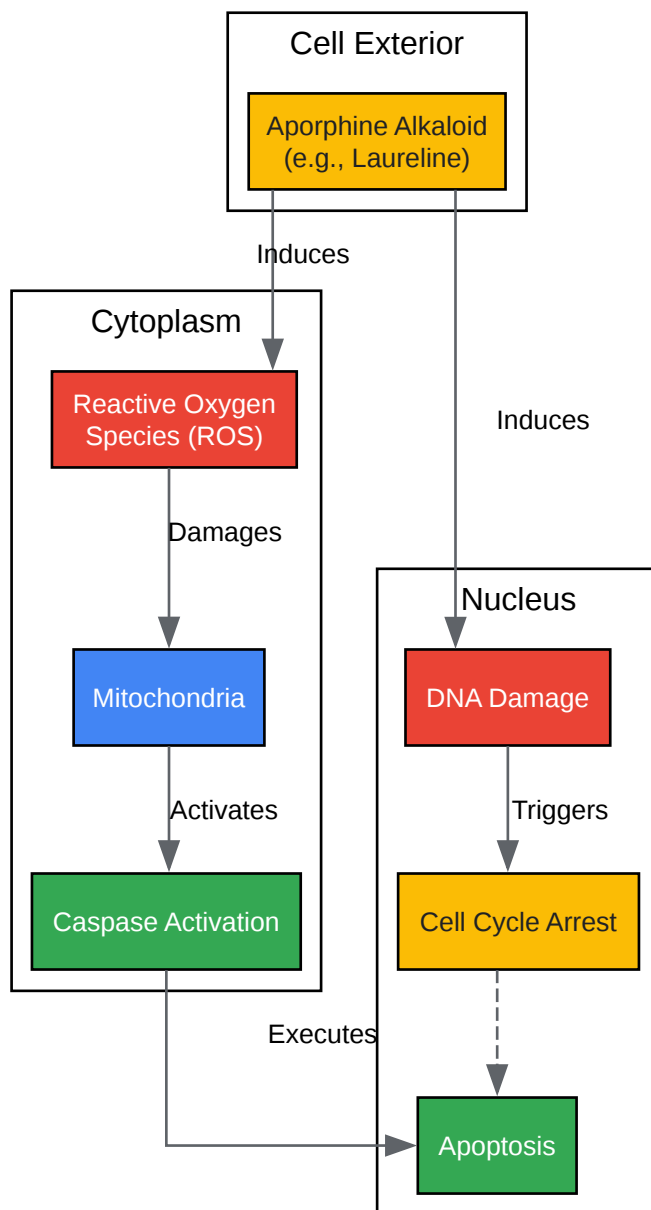 Cell Exterior
Aporphine Alkaloid
(e.g., Laureline)
Induces
Cytoplasm
Reactive Oxygen
Species (ROS)
Induces
Damages
Nucleus
Mitochondria
DNA Damage
Activates
Triggers
Caspase Activation
Cell Cycle Arrest
Executes
Apoptosis